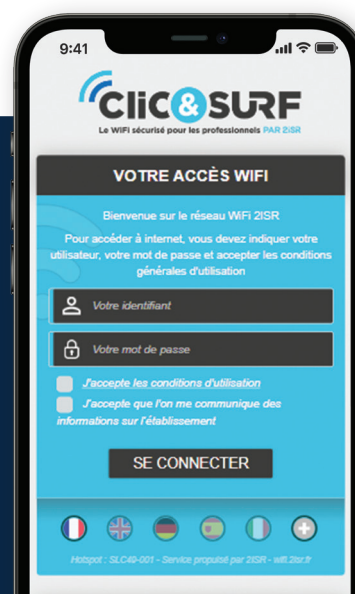 9:41
CLIC&SURF
Le WiFi sécurisé pour les professionnels PAR 2iSR
VOTRE ACCÈS WIFI
Bienvenue sur le réseau WiFi 2ISR
Pour accéder à internet, vous devez indiquer votre
utilisateur, votre mot de passe et accepter les conditions
générales d'utilisation
Votre identifiant
Votre mot de passe
J'accepte les conditions d'utilisation
J'accepte que l'on me communique des
informations sur l'établissement
SE CONNECTER
Hotspot : SLC49-001 - Service propulsé par 2ISR - wifi.2isr.fr